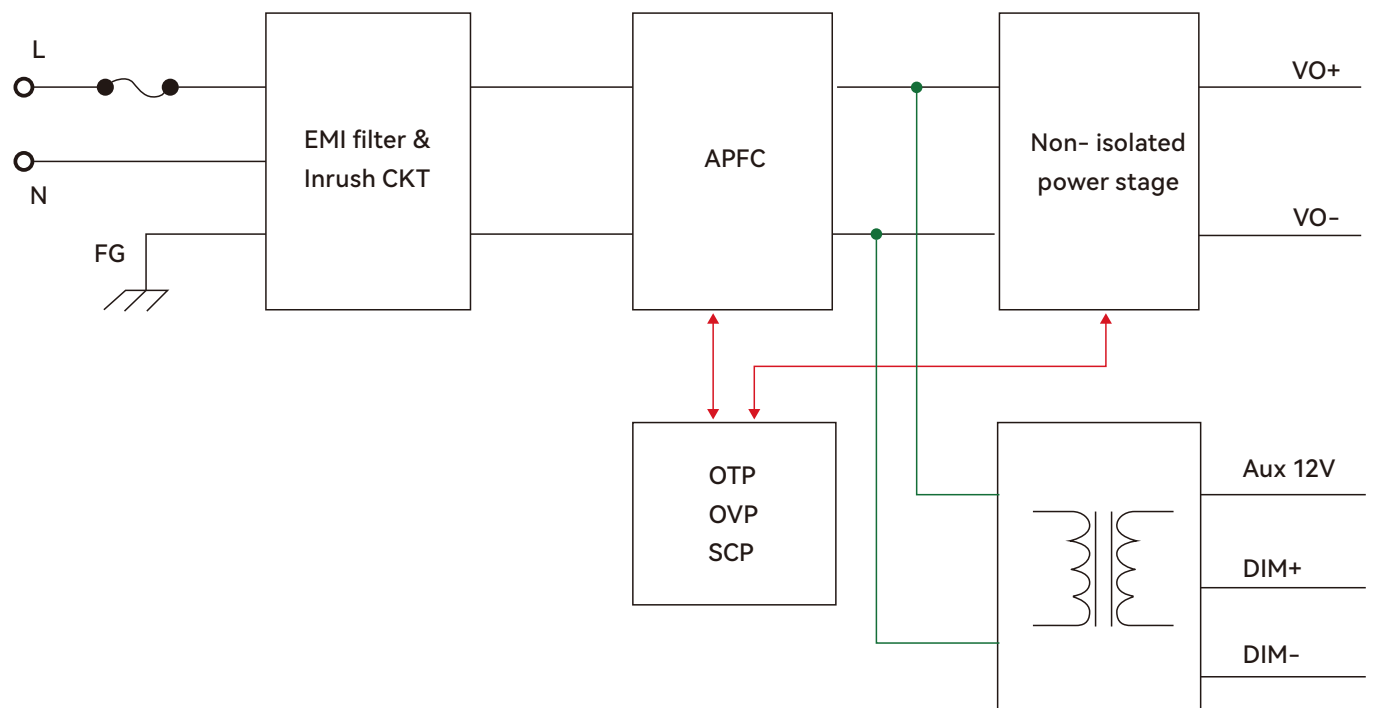 L
N
FG
EMI filter &
Inrush CKT
APFC
Non- isolated
power stage
VO+
VO-
OTP
OVP
SCP
Aux 12V
DIM+
DIM-